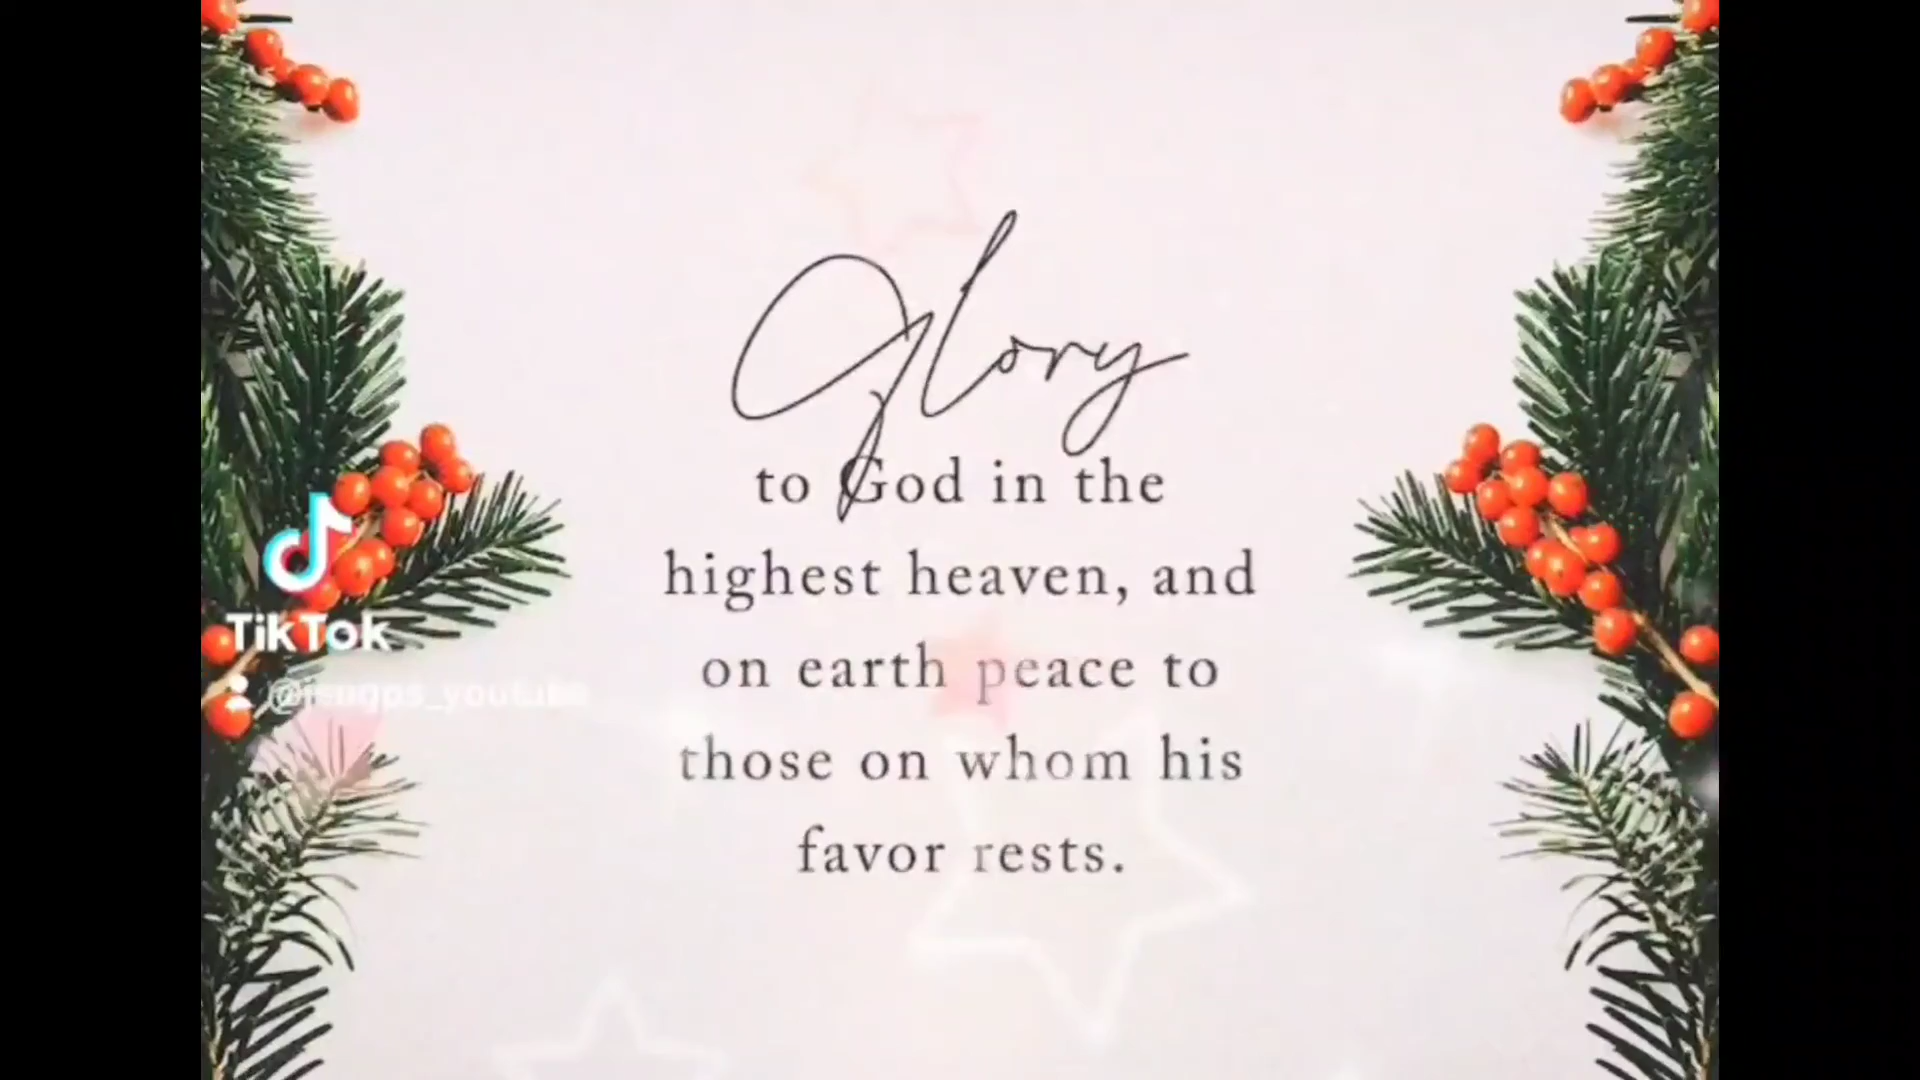 Glory
to God in the
highest heaven, and
on earth peace to
those on whom his
favor rests.
TikTok